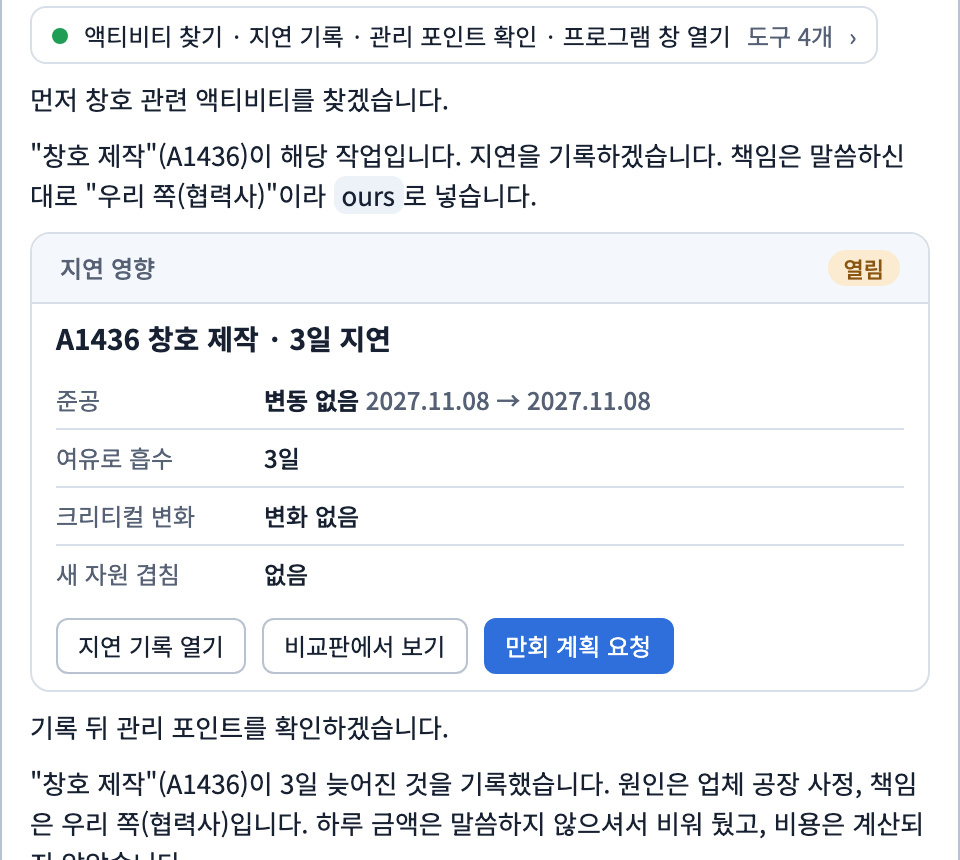 액티비티 찾기 · 지연 기록 · 관리 포인트 확인 · 프로그램 창 열기 도구 4개 ›
먼저 창호 관련 액티비티를 찾겠습니다.
"창호 제작"(A1436)이 해당 작업입니다. 지연을 기록하겠습니다. 책임은 말씀하신
대로 "우리 쪽(협력사)"이라 ours로 넣습니다.
지연 영향 열림
A1436 창호 제작 · 3일 지연
준공 변동 없음 2027.11.08 → 2027.11.08
여유로 흡수 3일
크리티컬 변화 변화 없음
새 자원 겹침 없음
지연 기록 열기 비교판에서 보기 만회 계획 요청
기록 뒤 관리 포인트를 확인하겠습니다.
"창호 제작"(A1436)이 3일 늦어진 것을 기록했습니다. 원인은 업체 공장 사정, 책임
은 우리 쪽(협력사)입니다. 하루 금액은 말씀하지 않으셔서 비워 뒀고, 비용은 계산되